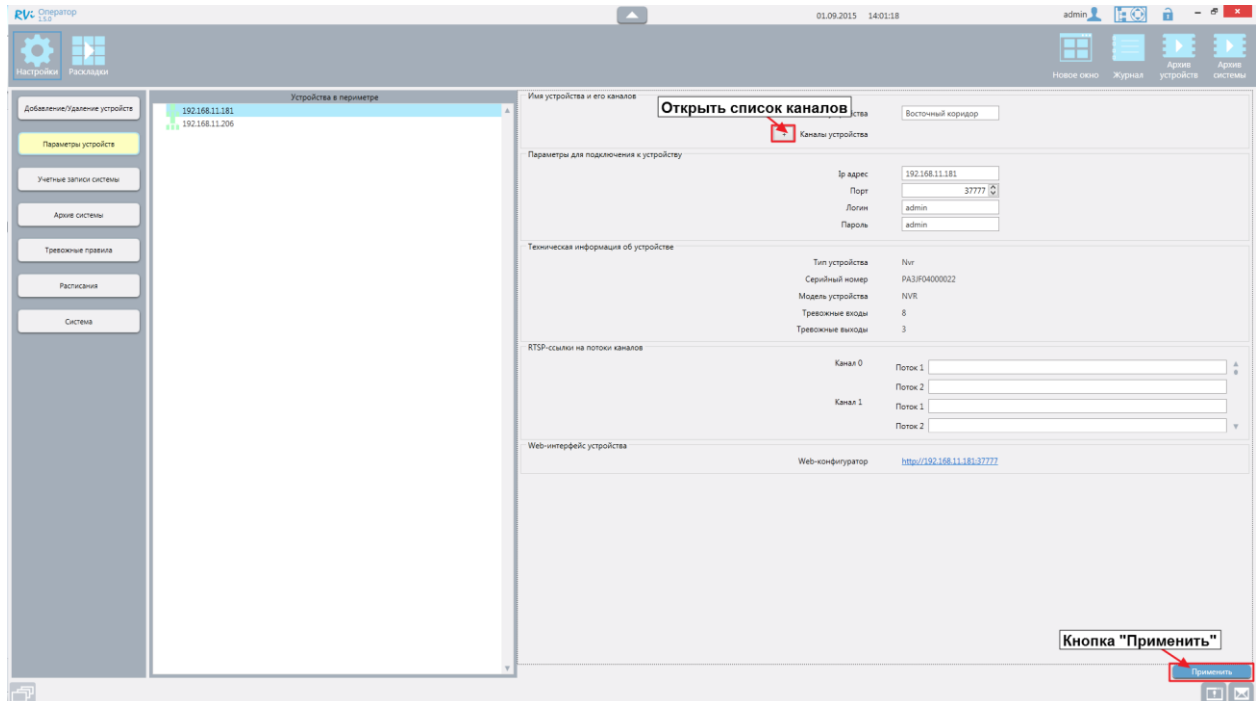 RVi Оператор
1.5.0
01.09.2015 14:01:18
admin
Настройки
Раскладки
Новое окно
Журнал
Архив устройств
Архив системы
Добавление/Удаление устройств
Параметры устройств
Учетные записи системы
Архив системы
Тревожные правила
Расписания
Система
Устройства в периметре
192.168.11.181
192.168.11.206
Имя устройства и его каналов
Открыть список каналов
йства Восточный коридор
Каналы устройства
Параметры для подключения к устройству
Ip адрес 192.168.11.181
Порт 37777
Логин admin
Пароль admin
Техническая информация об устройстве
Тип устройства Nvr
Серийный номер PA3JF04000022
Модель устройства NVR
Тревожные входы 8
Тревожные выходы 3
RTSP-ссылки на потоки каналов
Канал 0 Поток 1
Поток 2
Канал 1 Поток 1
Поток 2
Web-интерфейс устройства
Web-конфигуратор http://192.168.11.181:37777
Кнопка "Применить"
Применить